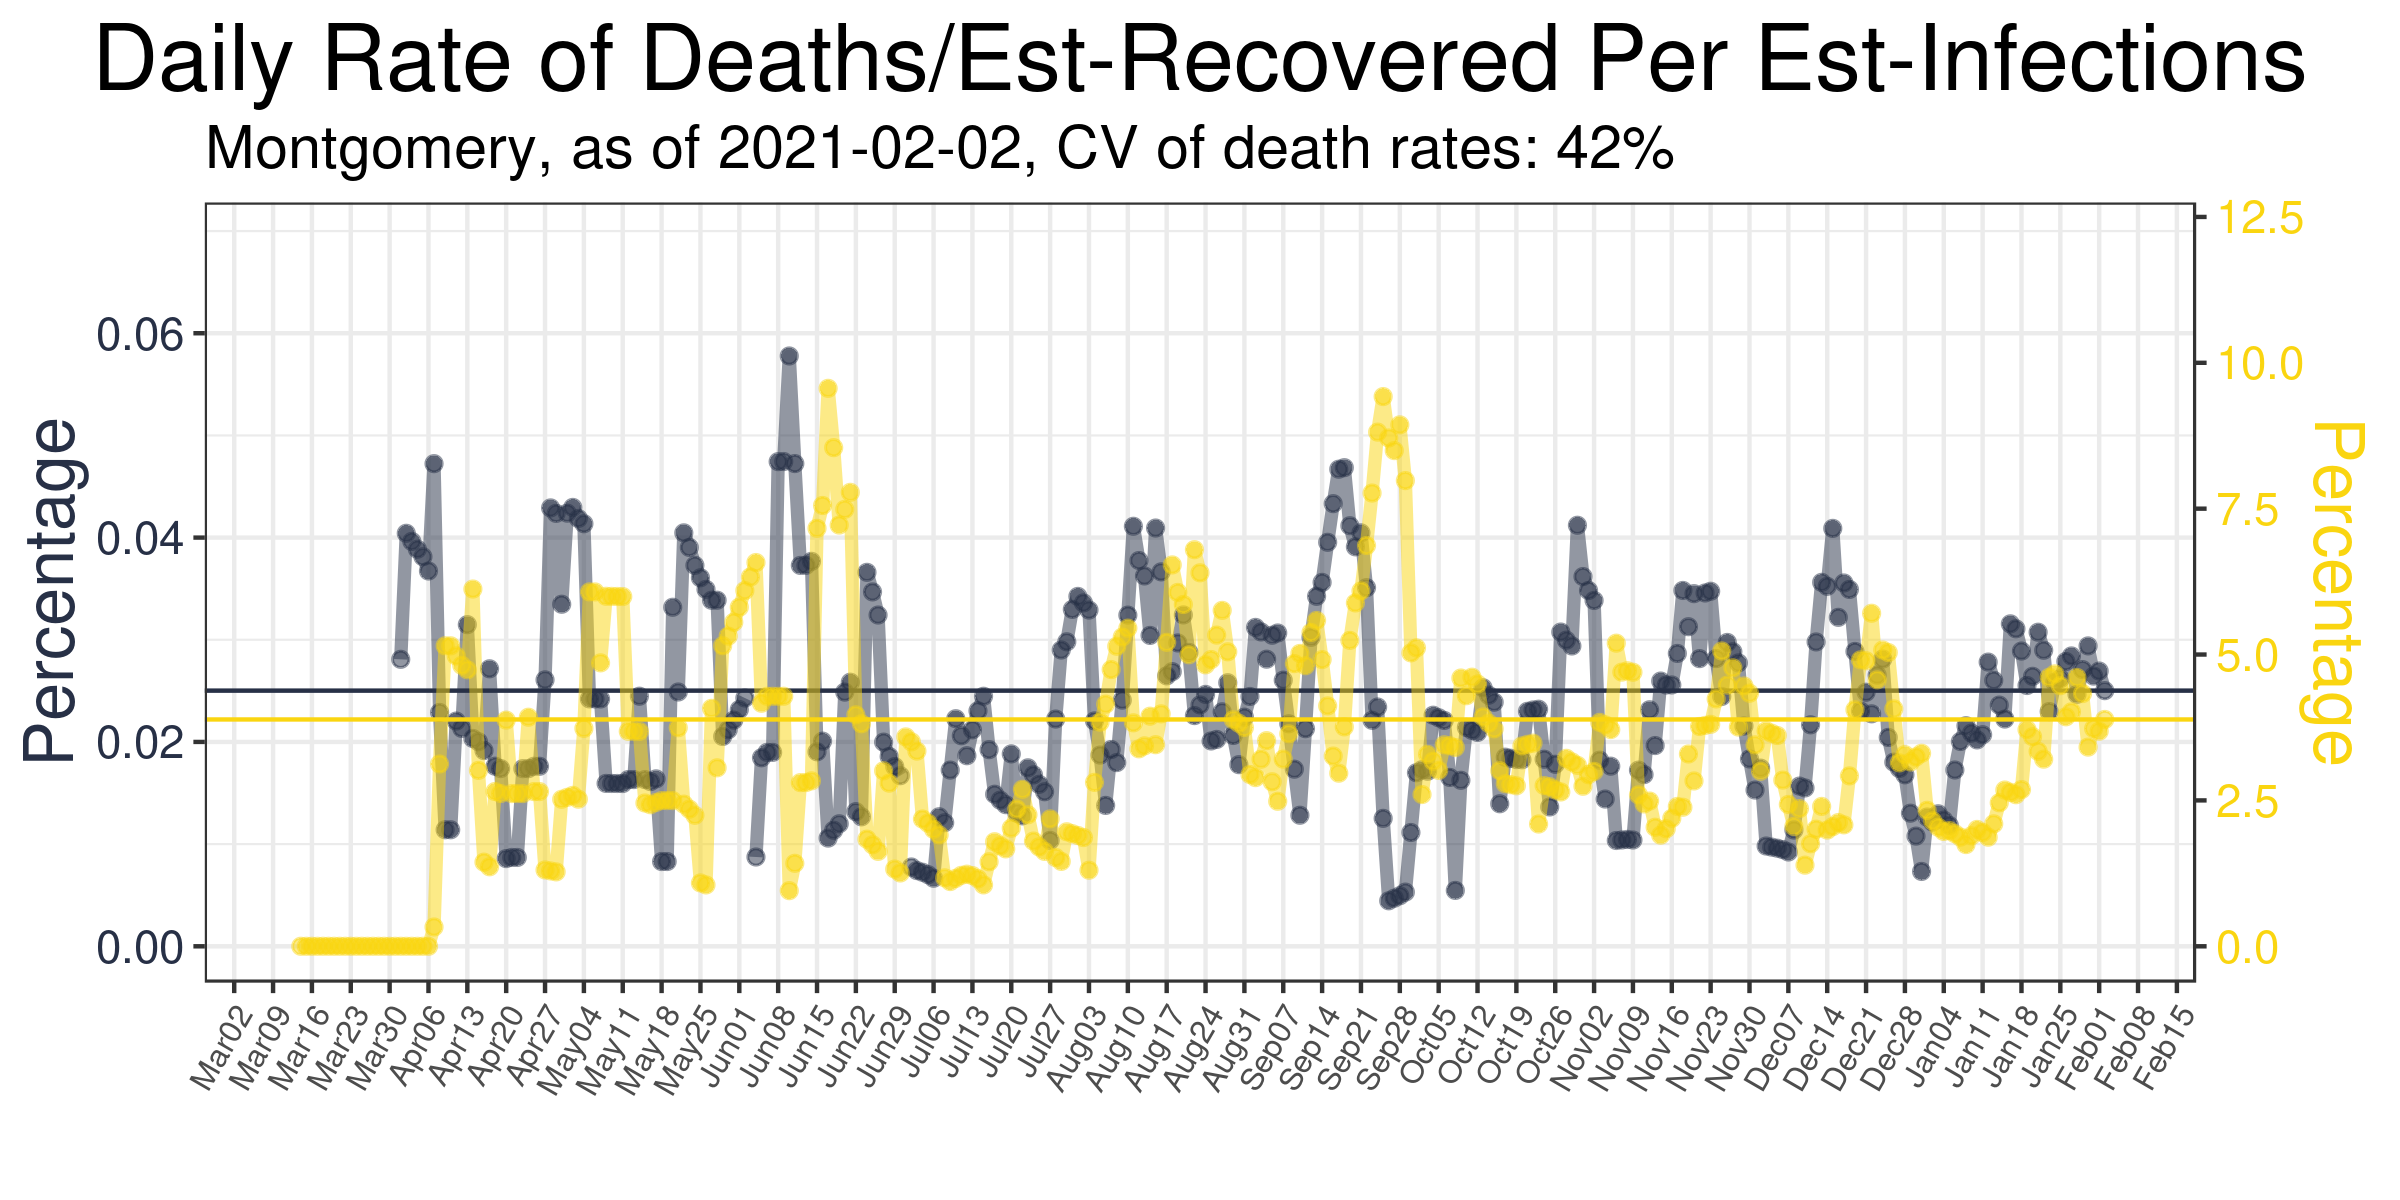 Daily Rate of Deaths/Est-Recovered Per Est-Infections
Montgomery, as of 2021-02-02, CV of death rates: 42%
Percentage
0.06
0.04
0.02
0.00
12.5
10.0
7.5
5.0
2.5
0.0
Percentage
Mar02
Mar09
Mar16
Mar23
Mar30
Apr06
Apr13
Apr20
Apr27
May04
May11
May18
May25
Jun01
Jun08
Jun15
Jun22
Jun29
Jul06
Jul13
Jul20
Jul27
Aug03
Aug10
Aug17
Aug24
Aug31
Sep07
Sep14
Sep21
Sep28
Oct05
Oct12
Oct19
Oct26
Nov02
Nov09
Nov16
Nov23
Nov30
Dec07
Dec14
Dec21
Dec28
Jan04
Jan11
Jan18
Jan25
Feb01
Feb08
Feb15